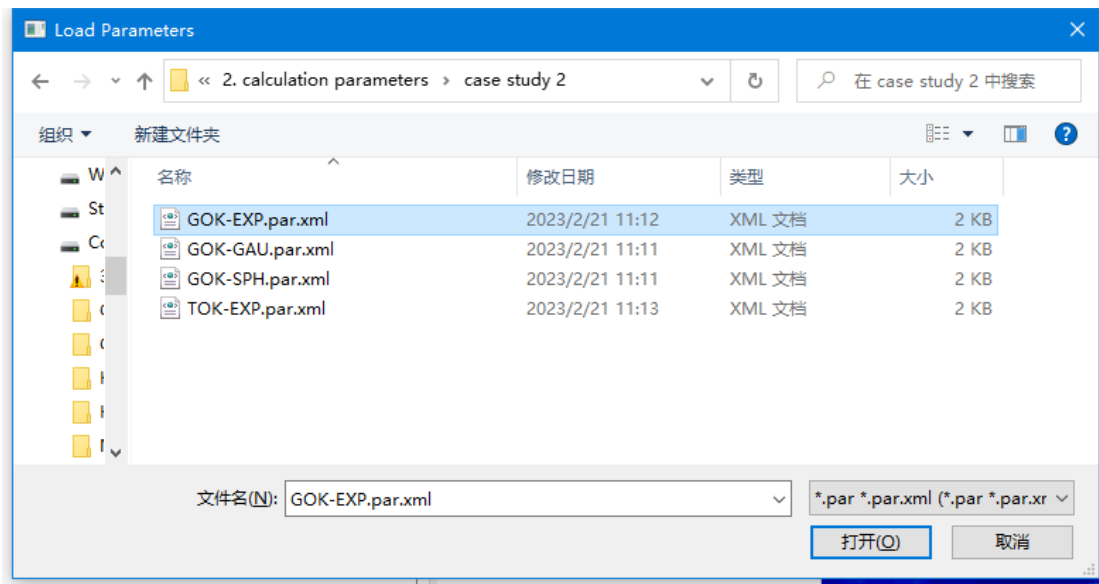 Load Parameters
« 2. calculation parameters › case study 2
在 case study 2 中搜索
组织
新建文件夹
名称 修改日期 类型 大小
GOK-EXP.par.xml 2023/2/21 11:12 XML 文档 2 KB
GOK-GAU.par.xml 2023/2/21 11:11 XML 文档 2 KB
GOK-SPH.par.xml 2023/2/21 11:11 XML 文档 2 KB
TOK-EXP.par.xml 2023/2/21 11:13 XML 文档 2 KB
W
St
文件名(N): GOK-EXP.par.xml
*.par *.par.xml (*.par *.par.xr
打开(O) 取消